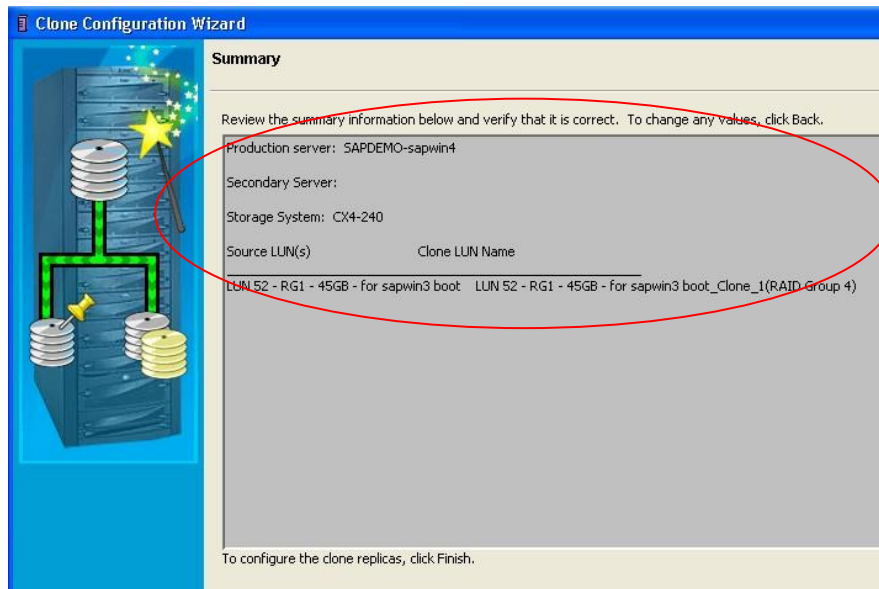 Clone Configuration Wizard
Summary
Review the summary information below and verify that it is correct. To change any values, click Back.
Production server: SAPDEMO-sapwin4
Secondary Server:
Storage System: CX4-240
Source LUN(s) Clone LUN Name
LUN 52 - RG1 - 45GB - for sapwin3 boot LUN 52 - RG1 - 45GB - for sapwin3 boot_Clone_1(RAID Group 4)
To configure the clone replicas, click Finish.